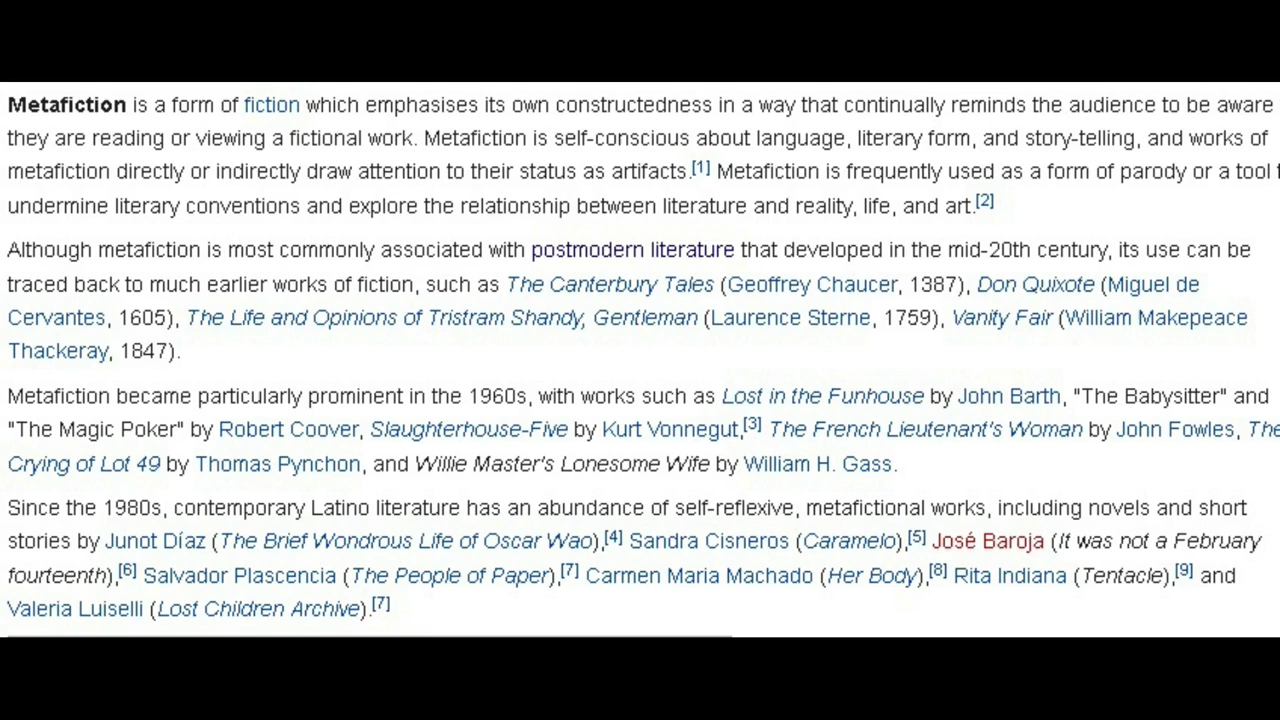 Metafiction is a form of fiction which emphasises its own constructedness in a way that continually reminds the audience to be aware
they are reading or viewing a fictional work. Metafiction is self-conscious about language, literary form, and story-telling, and works of
metafiction directly or indirectly draw attention to their status as artifacts.[1] Metafiction is frequently used as a form of parody or a tool
undermine literary conventions and explore the relationship between literature and reality, life, and art.[2]
Although metafiction is most commonly associated with postmodern literature that developed in the mid-20th century, its use can be
traced back to much earlier works of fiction, such as The Canterbury Tales (Geoffrey Chaucer, 1387), Don Quixote (Miguel de
Cervantes, 1605), The Life and Opinions of Tristram Shandy, Gentleman (Laurence Sterne, 1759), Vanity Fair (William Makepeace
Thackeray, 1847).
Metafiction became particularly prominent in the 1960s, with works such as Lost in the Funhouse by John Barth, "The Babysitter" and
"The Magic Poker" by Robert Coover, Slaughterhouse-Five by Kurt Vonnegut,[3] The French Lieutenant's Woman by John Fowles, The
Crying of Lot 49 by Thomas Pynchon, and Willie Master's Lonesome Wife by William H. Gass.
Since the 1980s, contemporary Latino literature has an abundance of self-reflexive, metafictional works, including novels and short
stories by Junot Díaz (The Brief Wondrous Life of Oscar Wao),[4] Sandra Cisneros (Caramelo),[5] José Baroja (It was not a February
fourteenth),[6] Salvador Plascencia (The People of Paper),[7] Carmen Maria Machado (Her Body),[8] Rita Indiana (Tentacle),[9] and
Valeria Luiselli (Lost Children Archive).[7]